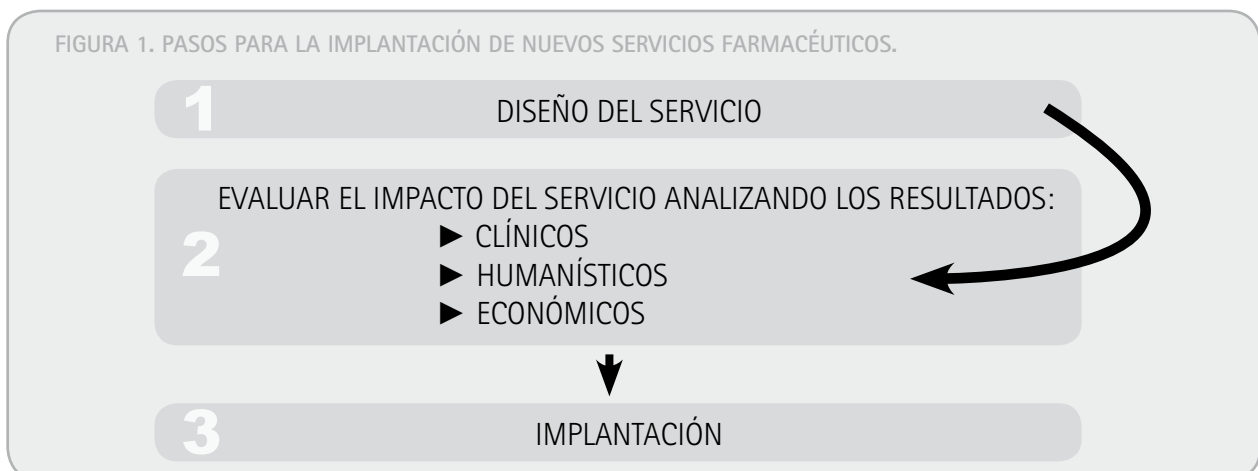 FIGURA 1. PASOS PARA LA IMPLANTACIÓN DE NUEVOS SERVICIOS FARMACÉUTICOS.
1 DISEÑO DEL SERVICIO
EVALUAR EL IMPACTO DEL SERVICIO ANALIZANDO LOS RESULTADOS:
► CLÍNICOS
2 ► HUMANÍSTICOS
► ECONÓMICOS
3 IMPLANTACIÓN